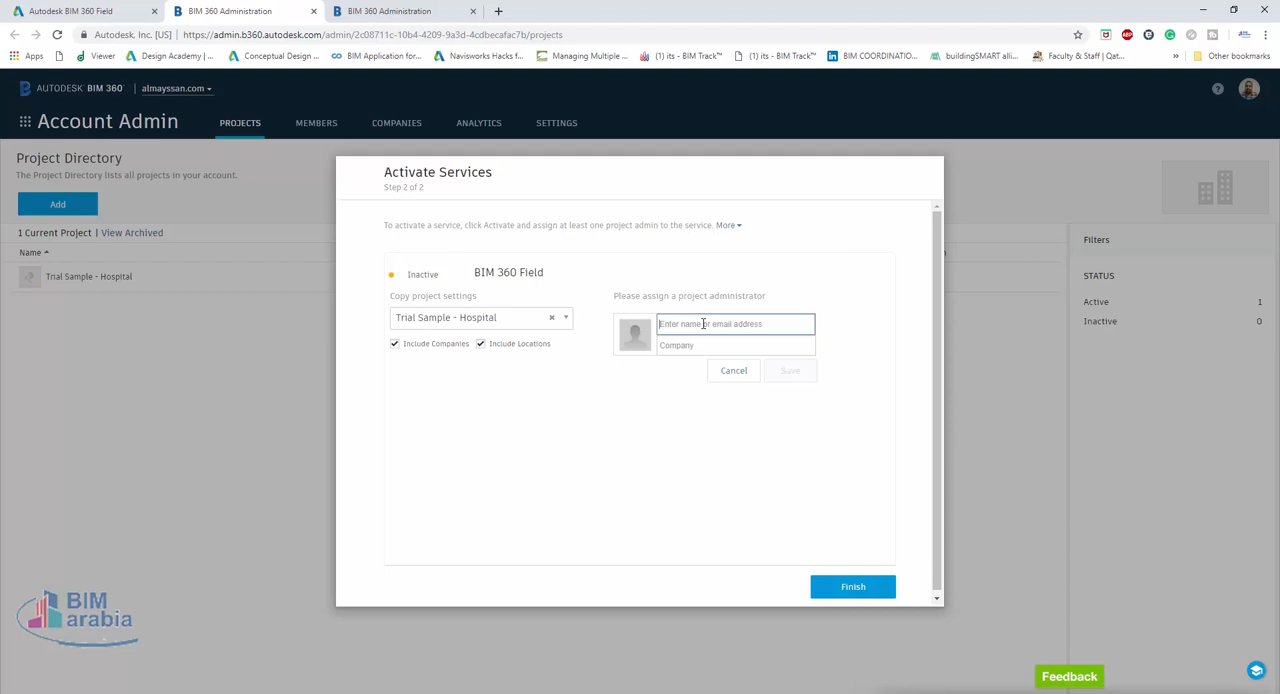 Autodesk BIM 360 Field
BIM 360 Administration
BIM 360 Administration
Autodesk, Inc. [US] | https://admin.b360.autodesk.com/admin/2c08711c-10b4-4209-9a3d-4cdbecafac7b/projects
Apps
Viewer
Design Academy | ...
Conceptual Design ...
BIM Application for...
Navisworks Hacks f...
Managing Multiple ...
(1) its - BIM Track™
(1) its - BIM Track™
BIM COORDINATIO...
buildingSMART alli...
Faculty & Staff | Qat...
Other bookmarks
AUTODESK® BIM 360°
almayssan.com
Account Admin
PROJECTS
MEMBERS
COMPANIES
ANALYTICS
SETTINGS
Project Directory
The Project Directory lists all projects in your account.
Add
1 Current Project | View Archived
Name
Trial Sample - Hospital
Activate Services
Step 2 of 2
To activate a service, click Activate and assign at least one project admin to the service. More
Inactive
BIM 360 Field
Copy project settings
Trial Sample - Hospital
Include Companies
Include Locations
Please assign a project administrator
Enter name or email address
Company
Cancel
Save
Finish
Filters
STATUS
Active 1
Inactive 0
BIM
arabia
Feedback